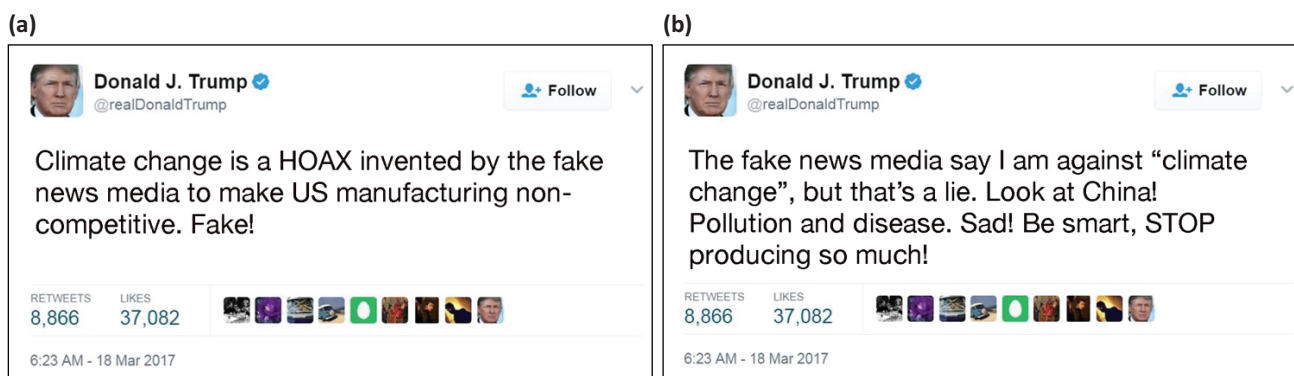 (a)
Donald J. Trump
@realDonaldTrump
Follow
Climate change is a HOAX invented by the fake
news media to make US manufacturing non-
competitive. Fake!
RETWEETS LIKES
8,866 37,082
6:23 AM - 18 Mar 2017
(b)
Donald J. Trump
@realDonaldTrump
Follow
The fake news media say I am against “climate
change”, but that’s a lie. Look at China!
Pollution and disease. Sad! Be smart, STOP
producing so much!
RETWEETS LIKES
8,866 37,082
6:23 AM - 18 Mar 2017